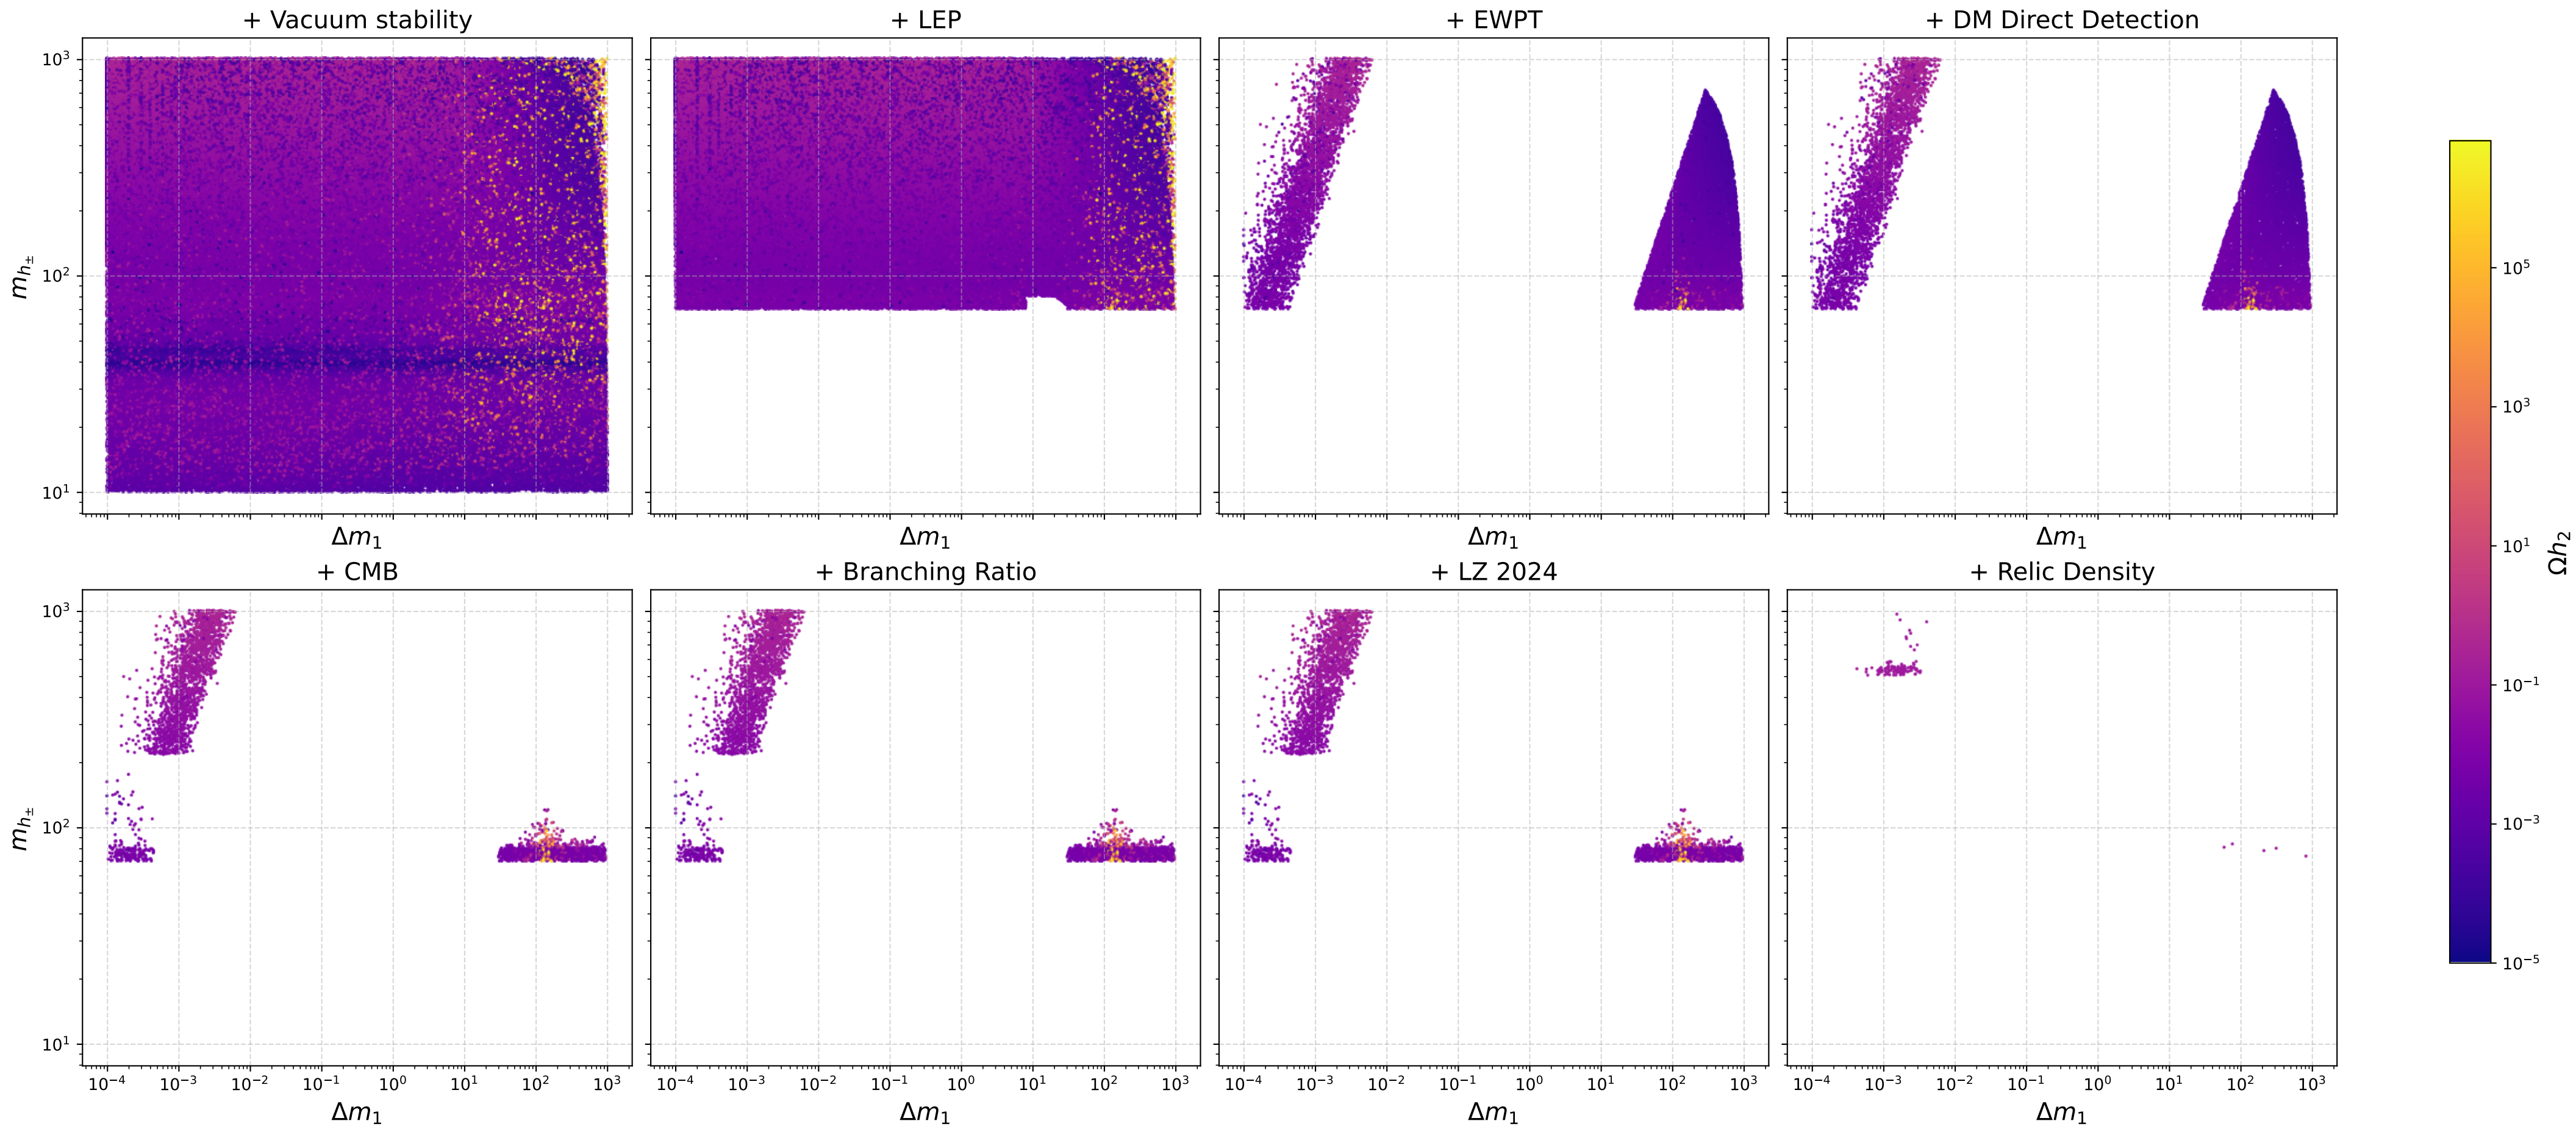 + Vacuum stability
+ LEP
+ EWPT
+ DM Direct Detection
10³
10²
10¹
m_{h±}
Δm₁
Δm₁
Δm₁
Δm₁
+ CMB
+ Branching Ratio
+ LZ 2024
+ Relic Density
10³
10²
10¹
m_{h±}
10⁻⁴ 10⁻³ 10⁻² 10⁻¹ 10⁰ 10¹ 10² 10³
10⁻⁴ 10⁻³ 10⁻² 10⁻¹ 10⁰ 10¹ 10² 10³
10⁻⁴ 10⁻³ 10⁻² 10⁻¹ 10⁰ 10¹ 10² 10³
10⁻⁴ 10⁻³ 10⁻² 10⁻¹ 10⁰ 10¹ 10² 10³
Δm₁
Δm₁
Δm₁
Δm₁
10⁵
10³
10¹
10⁻¹
10⁻³
10⁻⁵
Ωh₂